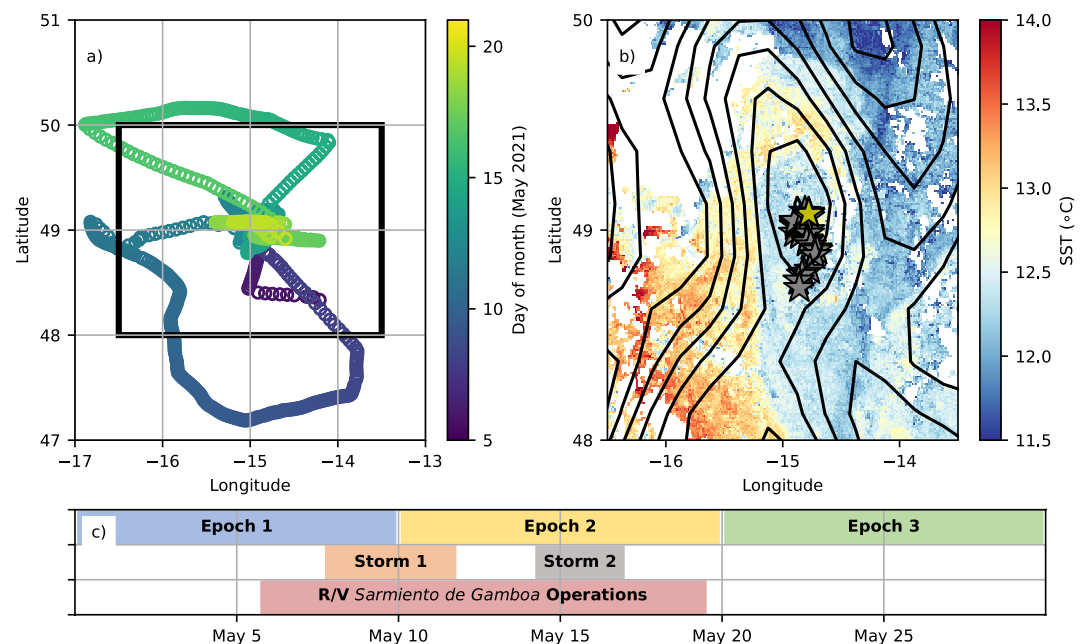 a)
51
50
49
48
47
Latitude
−17 −16 −15 −14 −13
Longitude
20
15
10
5
Day of month (May 2021)
b)
50
49
48
Latitude
−16 −15 −14
Longitude
14.0
13.5
13.0
12.5
12.0
11.5
SST (∘C)
c)
Epoch 1 Epoch 2 Epoch 3
Storm 1 Storm 2
R/V Sarmiento de Gamboa Operations
May 5 May 10 May 15 May 20 May 25